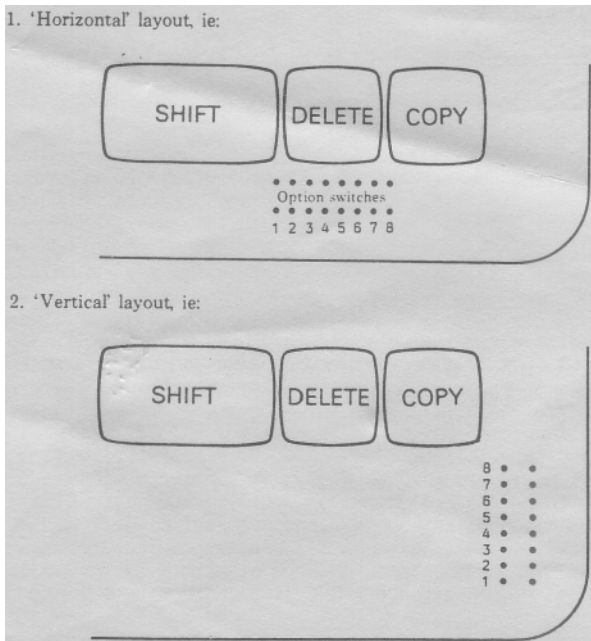 1. 'Horizontal' layout, ie:
SHIFT DELETE COPY
Option switches
1 2 3 4 5 6 7 8
2. 'Vertical' layout, ie:
SHIFT DELETE COPY
8
7
6
5
4
3
2
1